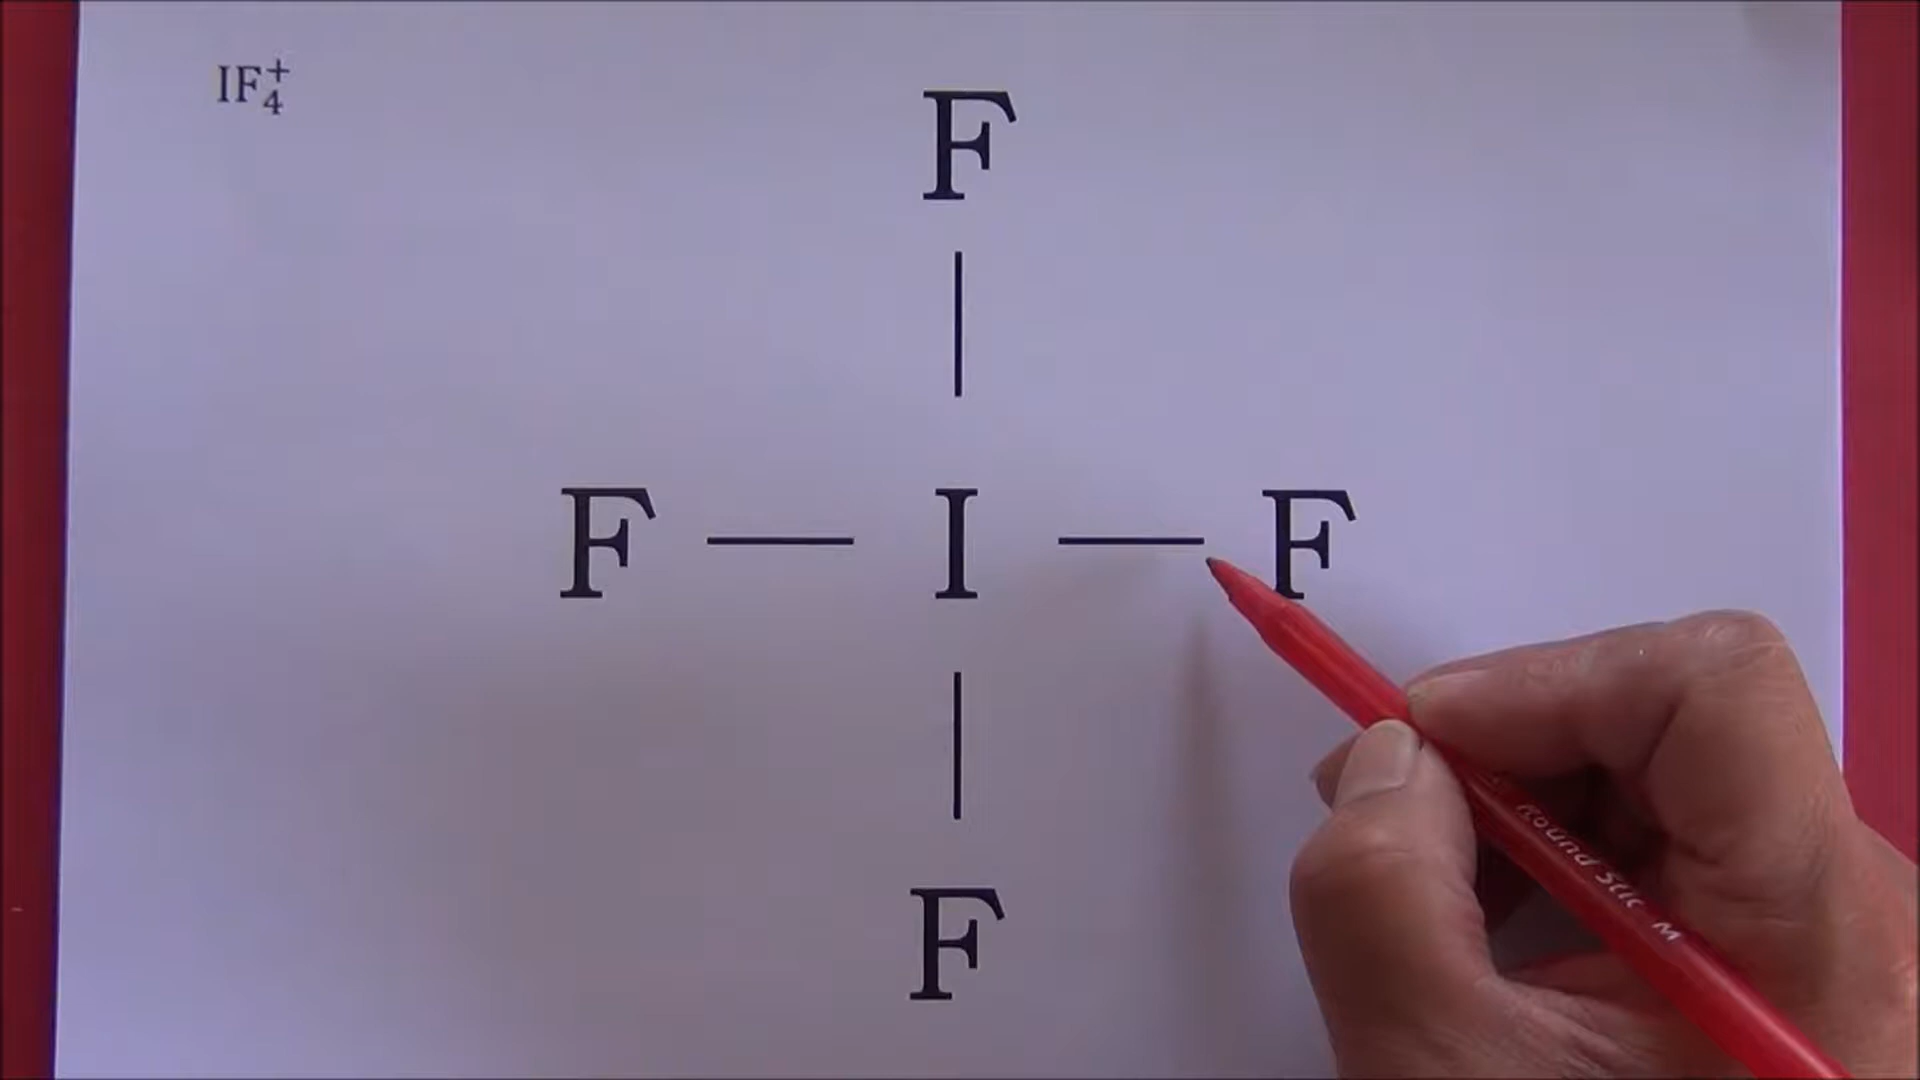 IF₄⁺
F
F — I — F
F
Round Stic M